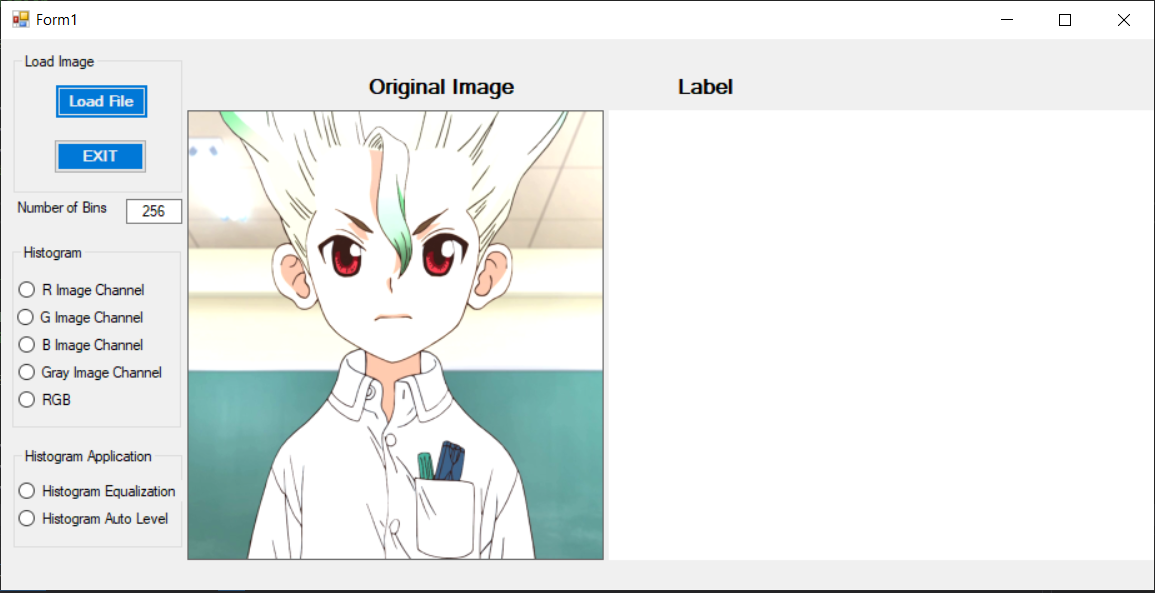 Form1
Load Image
Load File
EXIT
Number of Bins 256
Histogram
R Image Channel
G Image Channel
B Image Channel
Gray Image Channel
RGB
Histogram Application
Histogram Equalization
Histogram Auto Level
Original Image
Label